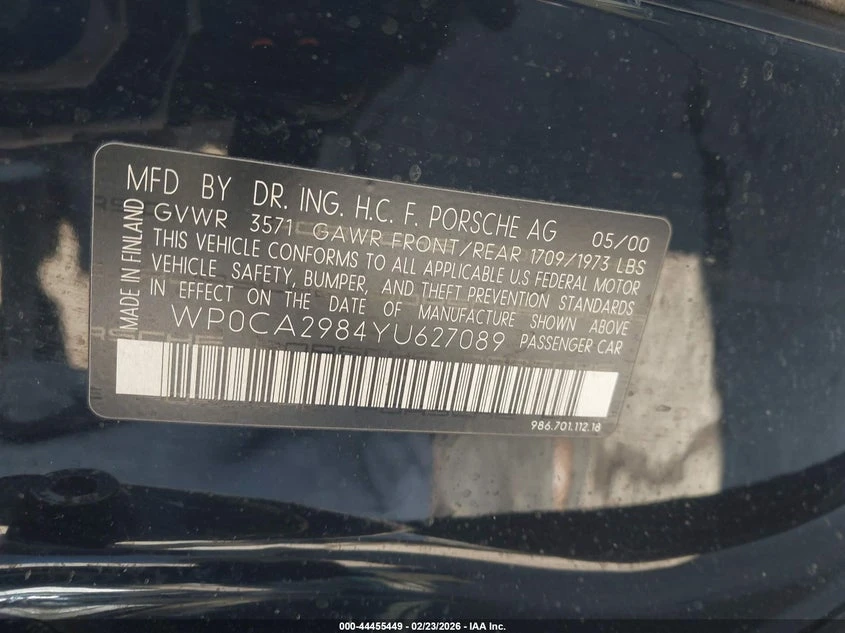 MFD BY DR. ING. H.C. F. PORSCHE AG 05/00
GVWR 3571 GAWR FRONT/REAR 1709/1973 LBS
THIS VEHICLE CONFORMS TO ALL APPLICABLE U.S FEDERAL MOTOR
VEHICLE SAFETY, BUMPER, AND THEFT PREVENTION STANDARDS
IN EFFECT ON THE DATE OF MANUFACTURE SHOWN ABOVE
WP0CA2984YU627089 PASSENGER CAR
MADE IN FINLAND
986.701.112.18
000-44455449 - 02/23/2026 - IAA Inc.